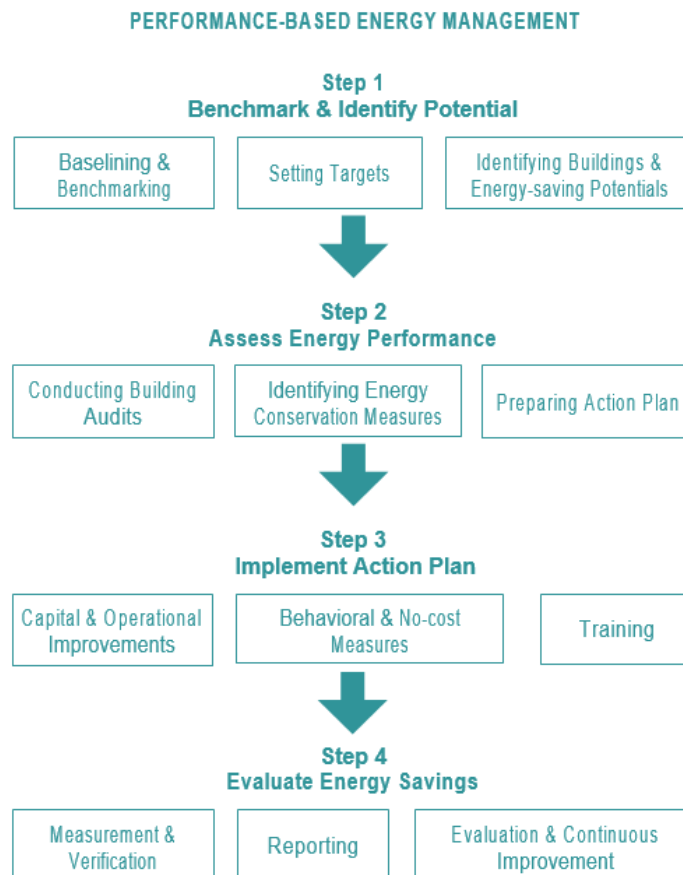 PERFORMANCE-BASED ENERGY MANAGEMENT
Step 1
Benchmark & Identify Potential
Baselining &
Benchmarking
Setting Targets
Identifying Buildings &
Energy-saving Potentials
Step 2
Assess Energy Performance
Conducting Building
Audits
Identifying Energy
Conservation Measures
Preparing Action Plan
Step 3
Implement Action Plan
Capital & Operational
Improvements
Behavioral & No-cost
Measures
Training
Step 4
Evaluate Energy Savings
Measurement &
Verification
Reporting
Evaluation & Continuous
Improvement